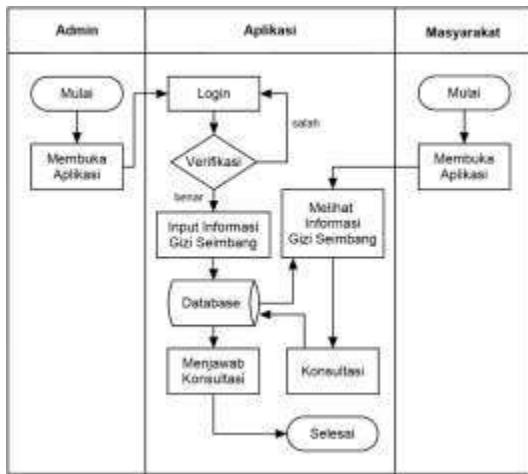 Admin
Aplikasi
Masyarakat
Mulai
Login
Mulai
salah
Membuka
Aplikasi
Verifikasi
Membuka
Aplikasi
benar
Input Informasi
Gizi Seimbang
Melihat
Informasi
Gizi Seimbang
Database
Menjawab
Konsultasi
Konsultasi
Selesai